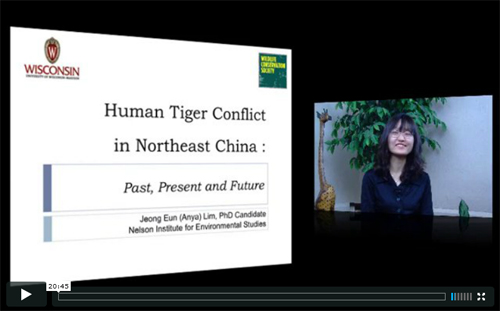 WISCONSIN
UNIVERSITY OF WISCONSIN-MADISON
WILDLIFE
CONSERVATION
SOCIETY
Human Tiger Conflict
in Northeast China :
Past, Present and Future
Jeong Eun (Anya) Lim, PhD Candidate
Nelson Institute for Environmental Studies
20:45